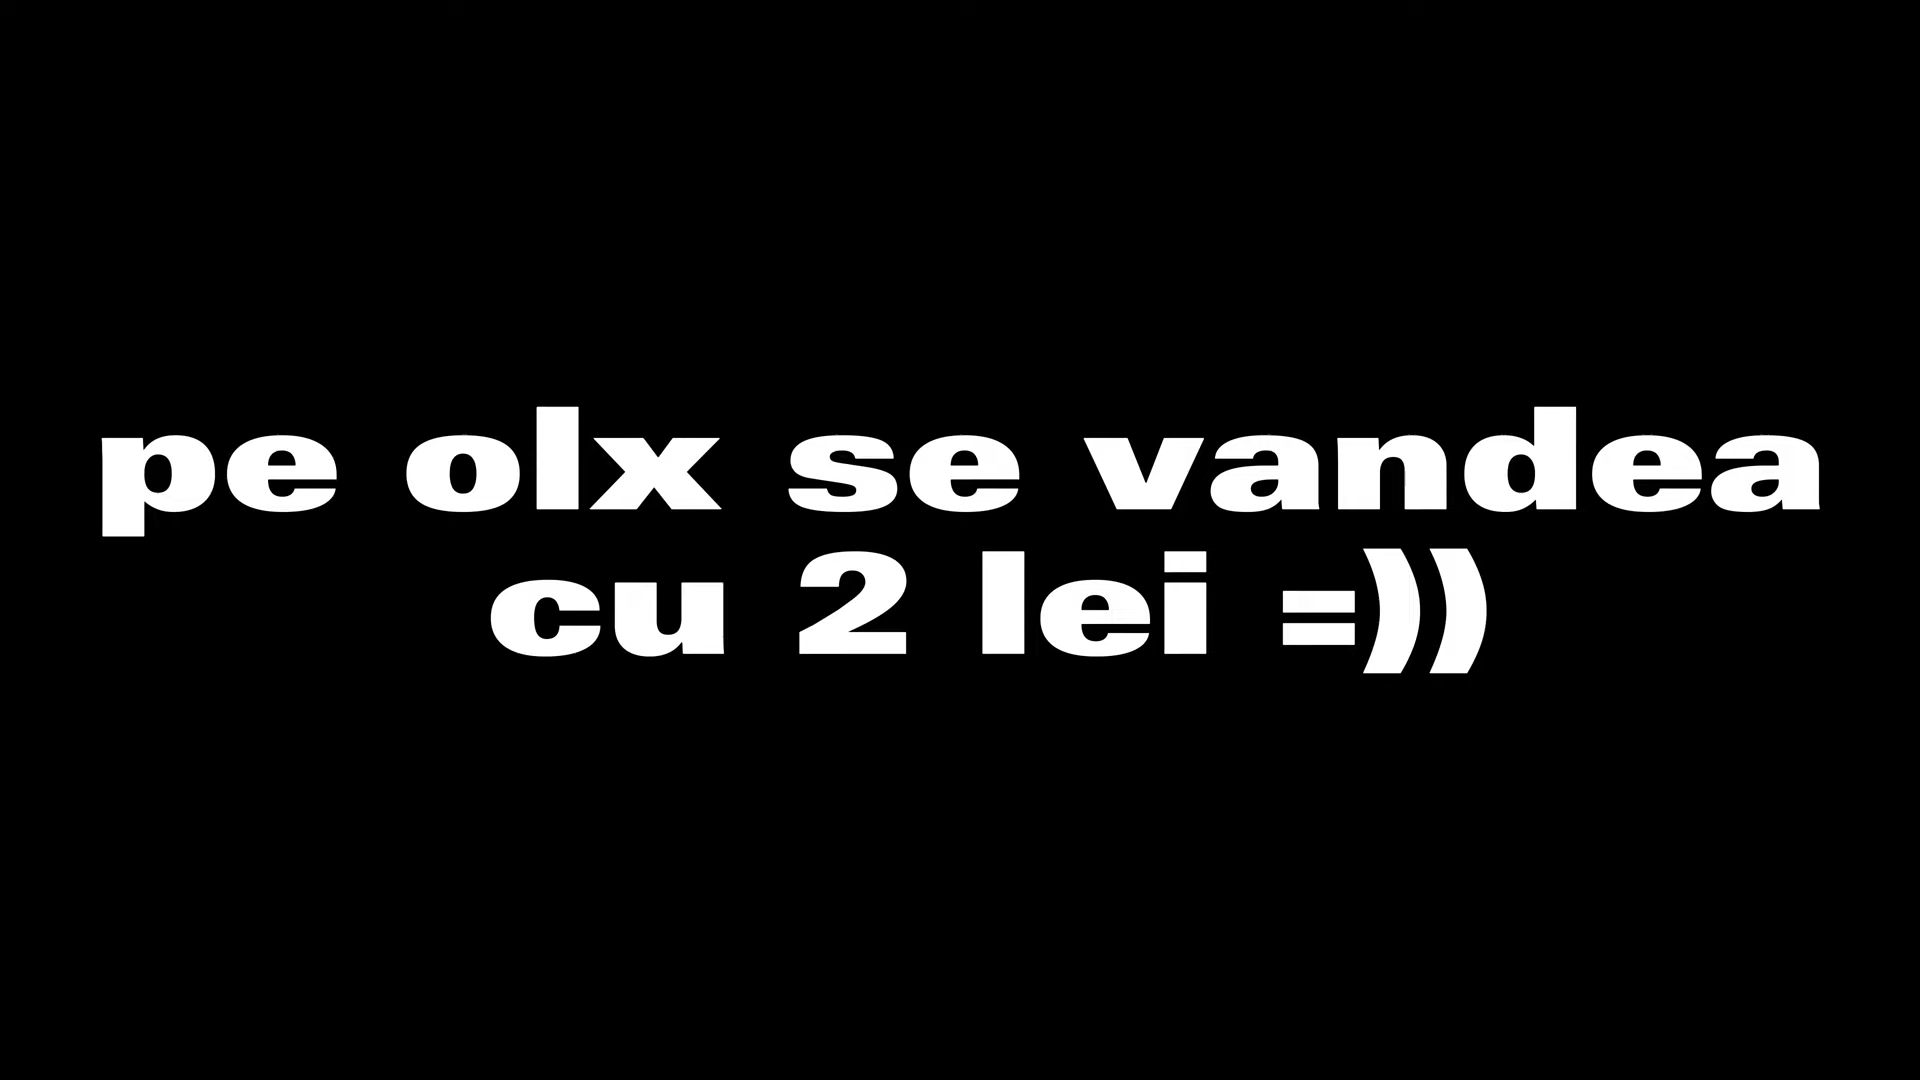 pe olx se vandea
cu 2 lei =))